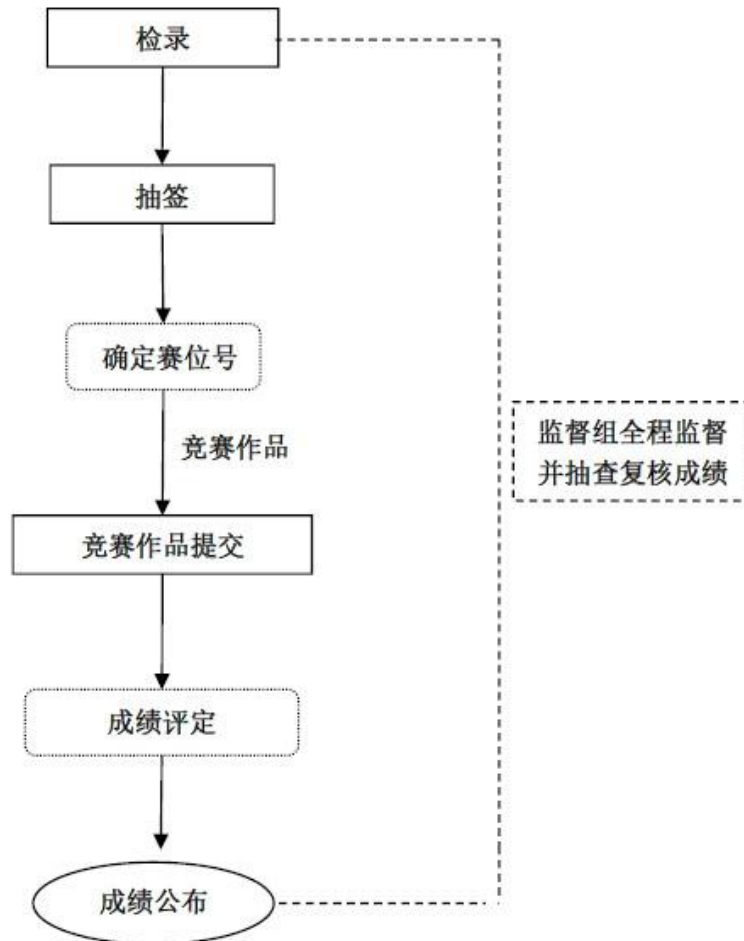 检录
抽签
确定赛位号
竞赛作品
监督组全程监督
并抽查复核成绩
竞赛作品提交
成绩评定
成绩公布